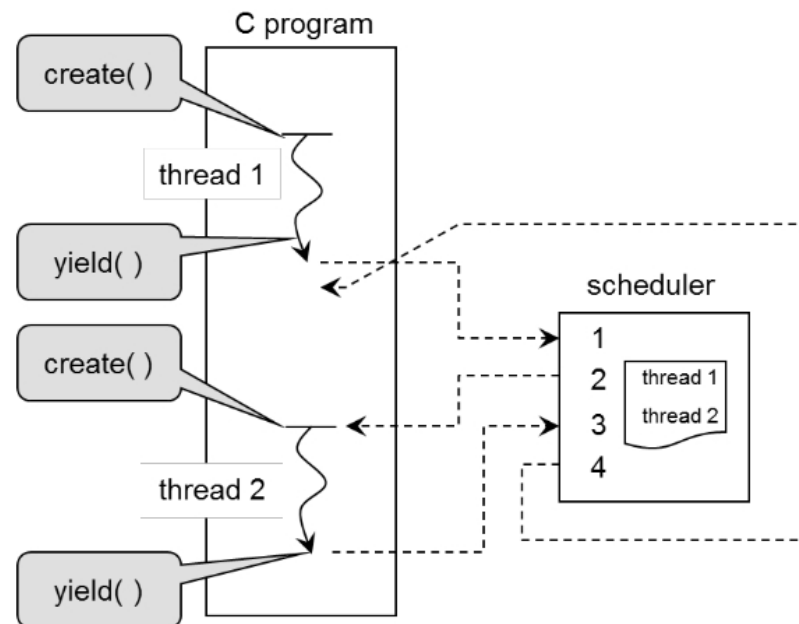 C program
create( )
thread 1
yield( )
create( )
thread 2
yield( )
scheduler
1
2
3
4
thread 1
thread 2